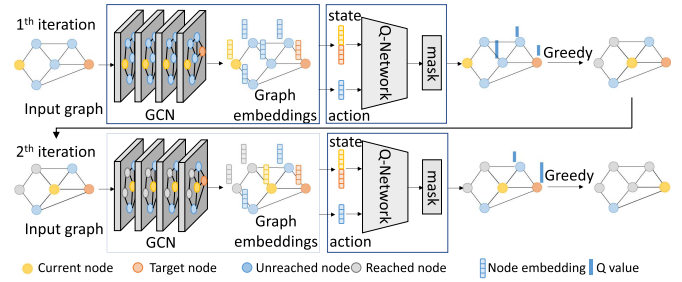 1th iteration
Input graph
GCN
Graph
embeddings
state
action
Q-Network
mask
Greedy
2th iteration
Input graph
GCN
Graph
embeddings
state
action
Q-Network
mask
Greedy
Current node
Target node
Unreached node
Reached node
Node embedding
Q value